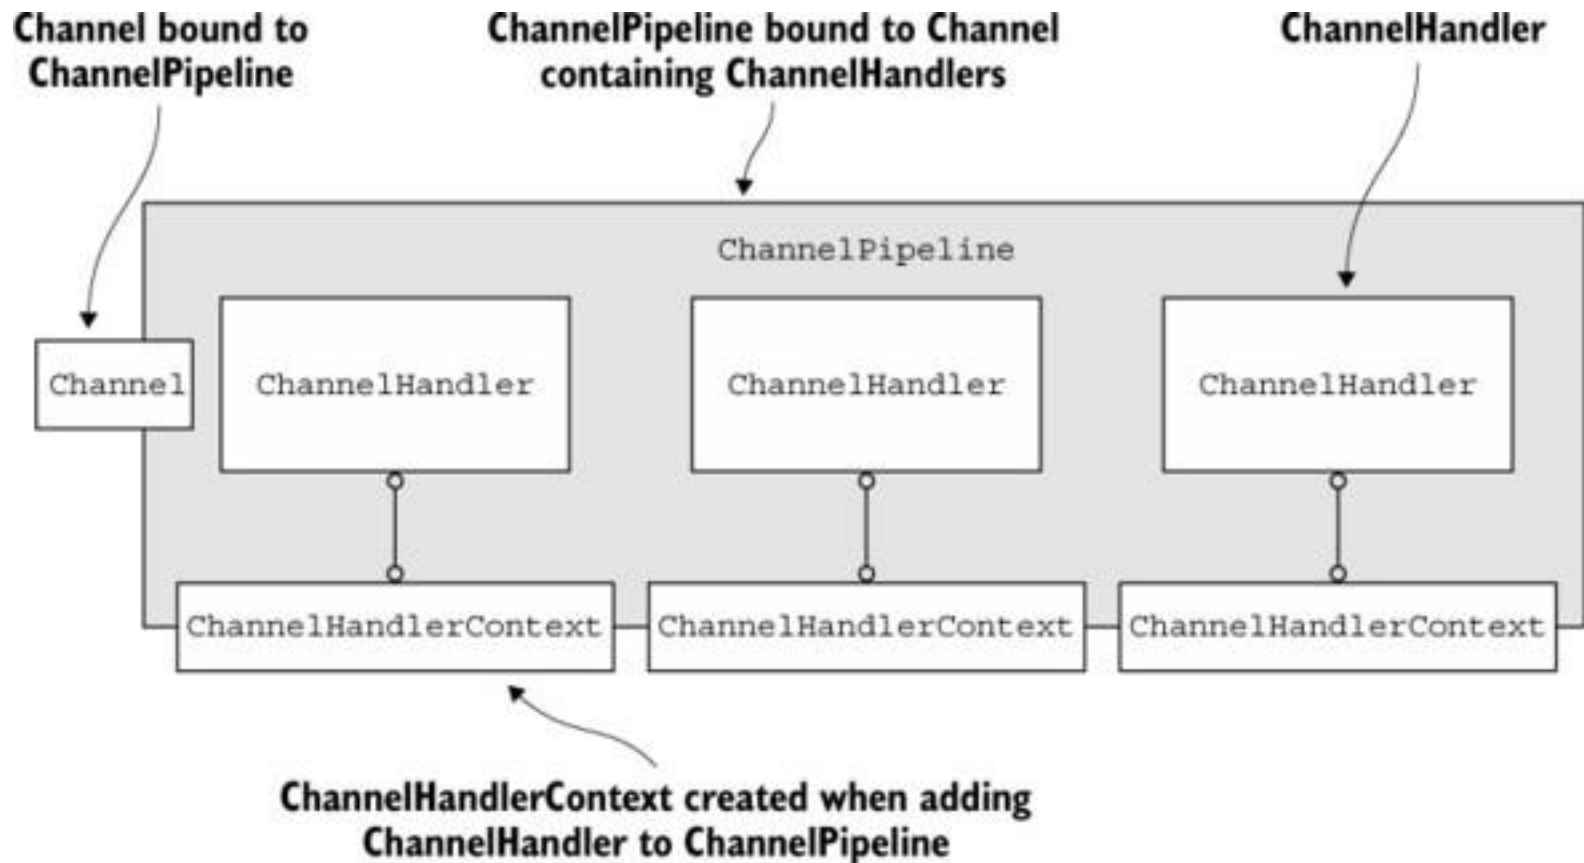 Channel bound to
ChannelPipeline
ChannelPipeline bound to Channel
containing ChannelHandlers
ChannelHandler
ChannelPipeline
Channel
ChannelHandler
ChannelHandler
ChannelHandler
ChannelHandlerContext
ChannelHandlerContext
ChannelHandlerContext
ChannelHandlerContext created when adding
ChannelHandler to ChannelPipeline